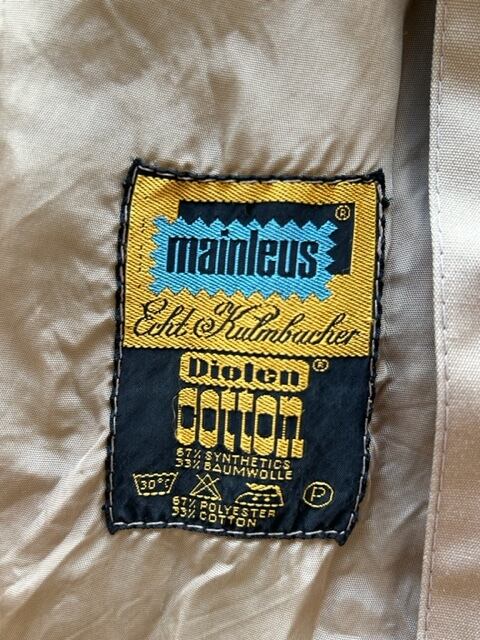 ®
mainleus
Echt Kulmbacher
Diolen ®
COTTON
67% SYNTHETICS
33% BAUMWOLLE
30°C P
67% POLYESTER
33% COTTON